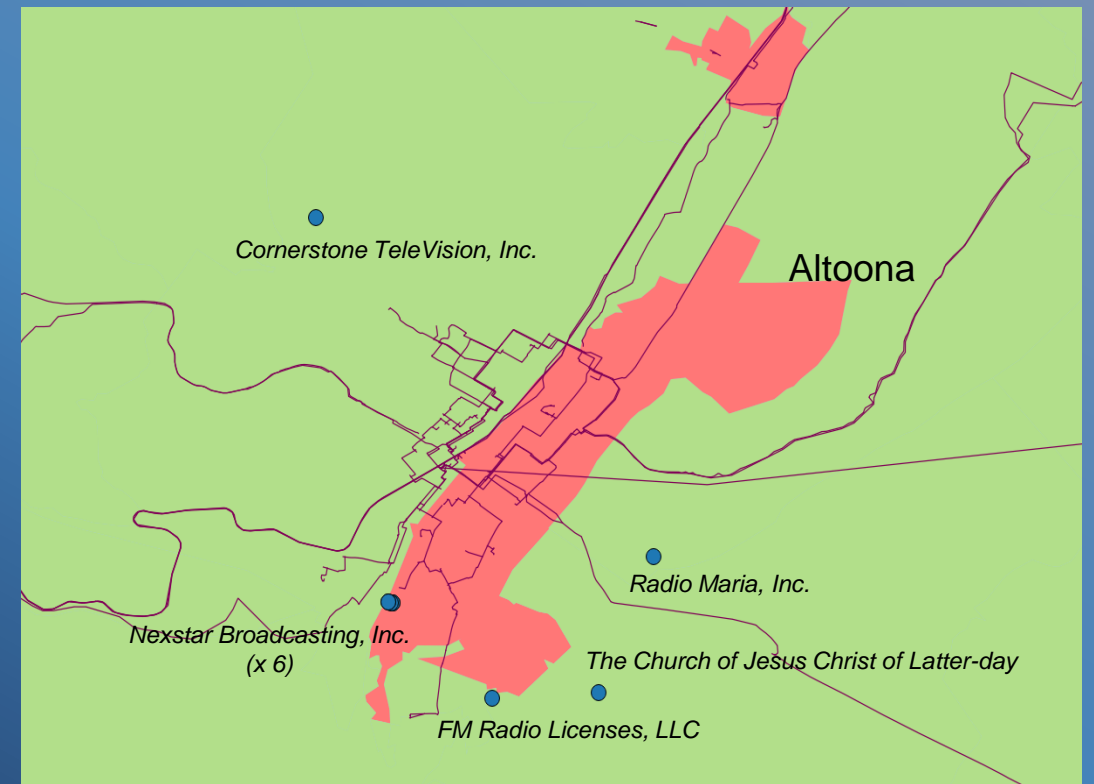 Cornerstone TeleVision, Inc.
Altoona
Radio Maria, Inc.
Nexstar Broadcasting, Inc.
(x 6)
The Church of Jesus Christ of Latter-day
FM Radio Licenses, LLC